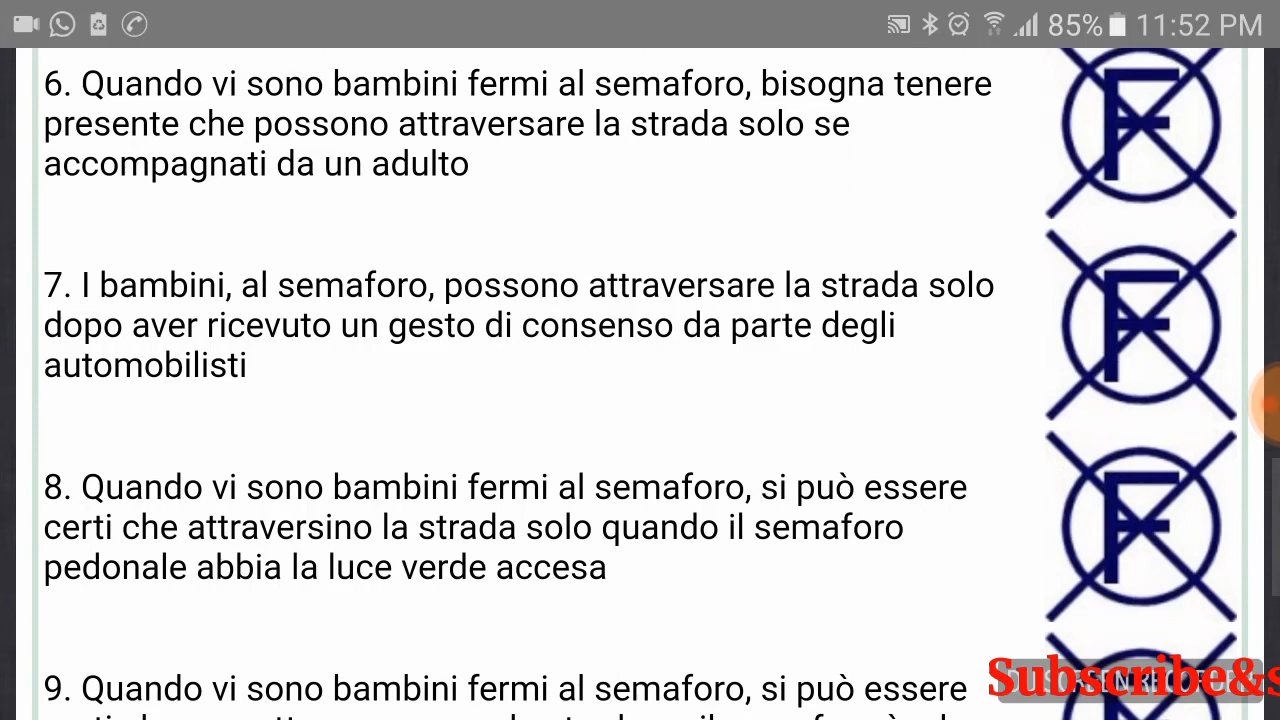 85% 11:52 PM
6. Quando vi sono bambini fermi al semaforo, bisogna tenere
presente che possono attraversare la strada solo se
accompagnati da un adulto
F
7. I bambini, al semaforo, possono attraversare la strada solo
dopo aver ricevuto un gesto di consenso da parte degli
automobilisti
F
8. Quando vi sono bambini fermi al semaforo, si può essere
certi che attraversino la strada solo quando il semaforo
pedonale abbia la luce verde accesa
F
9. Quando vi sono bambini fermi al semaforo, si può essere
Subscribe&s